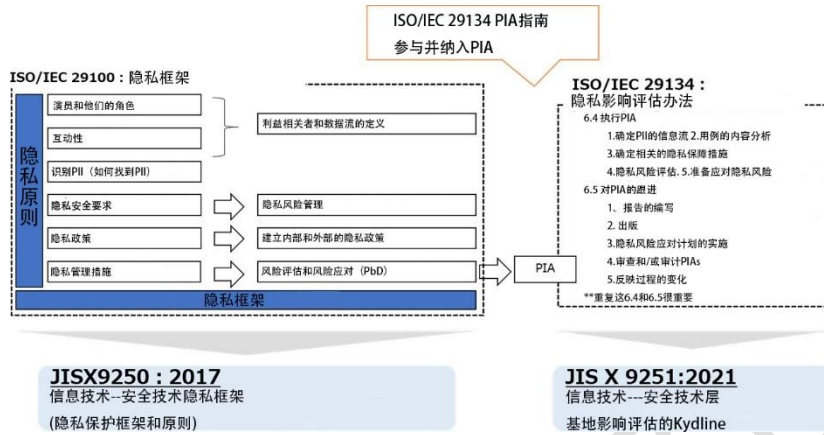 ISO/IEC 29134 PIA指南
参与并纳入PIA
ISO/IEC 29100：隐私框架
隐私原则
演员和他们的角色
互动性
识别PII（如何找到PII）
隐私安全要求
隐私政策
隐私管理措施
利益相关者和数据流的定义
隐私风险管理
建立内部和外部的隐私政策
风险评估和风险应对（PbD）
隐私框架
PIA
ISO/IEC 29134：
隐私影响评估办法
6.4 执行PIA
1.确定PII的信息流 2.用例的内容分析
3.确定相关的隐私保障措施
4.隐私风险评估. 5.准备应对隐私风险
6.5 对PIA的跟进
1、报告的编写
2. 出版
3.隐私风险应对计划的实施
4.审查和/或审计PIAs
5.反映过程的变化
**重复这6.4和6.5很重要
JISX9250：2017
信息技术--安全技术隐私框架
(隐私保护框架和原则)
JIS X 9251:2021
信息技术---安全技术层
基地影响评估的Kydline